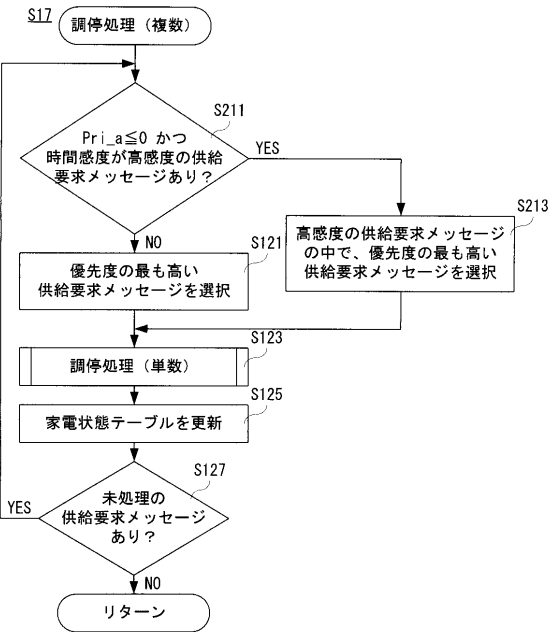 S17
調停処理（複数）
S211
Pri_a≦0 かつ
時間感度が高感度の供給
要求メッセージあり？
YES
S213
高感度の供給要求メッセージ
の中で、優先度の最も高い
供給要求メッセージを選択
NO
S121
優先度の最も高い
供給要求メッセージを選択
S123
調停処理（単数）
S125
家電状態テーブルを更新
S127
未処理の
供給要求メッセージ
あり？
YES
NO
リターン